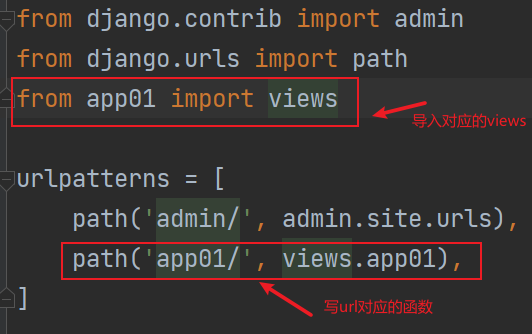 from django.contrib import admin
from django.urls import path
from app01 import views
导入对应的views
urlpatterns = [
path('admin/', admin.site.urls),
path('app01/', views.app01),
]
写url对应的函数